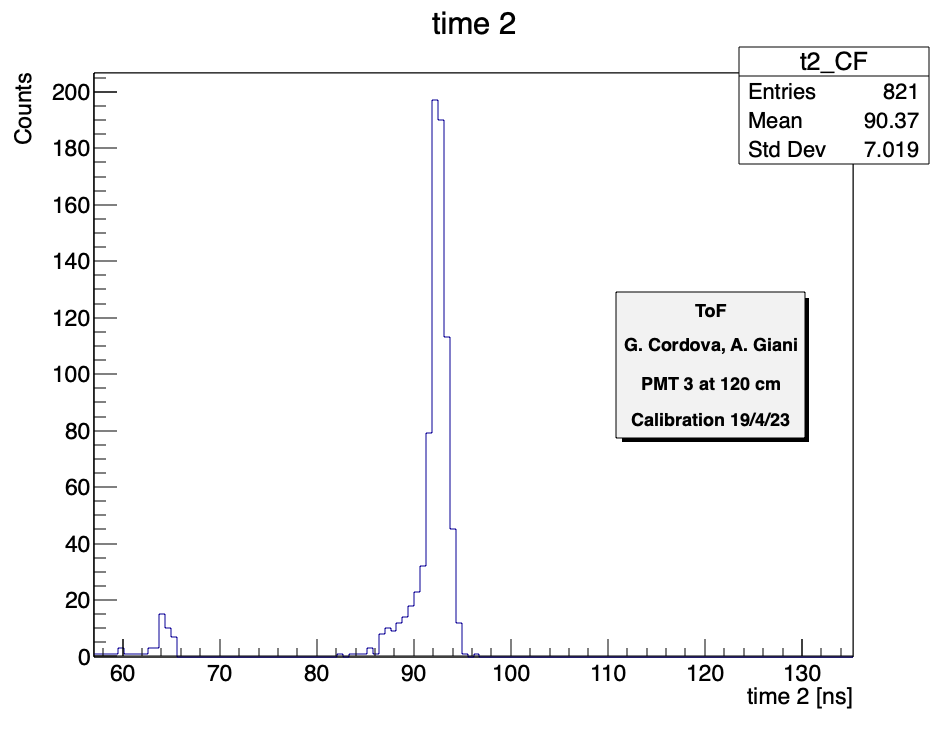 time 2
t2_CF
Entries 821
Mean 90.37
Std Dev 7.019
Counts
200
180
160
140
120
100
80
60
40
20
0
ToF
G. Cordova, A. Giani
PMT 3 at 120 cm
Calibration 19/4/23
60 70 80 90 100 110 120 130
time 2 [ns]